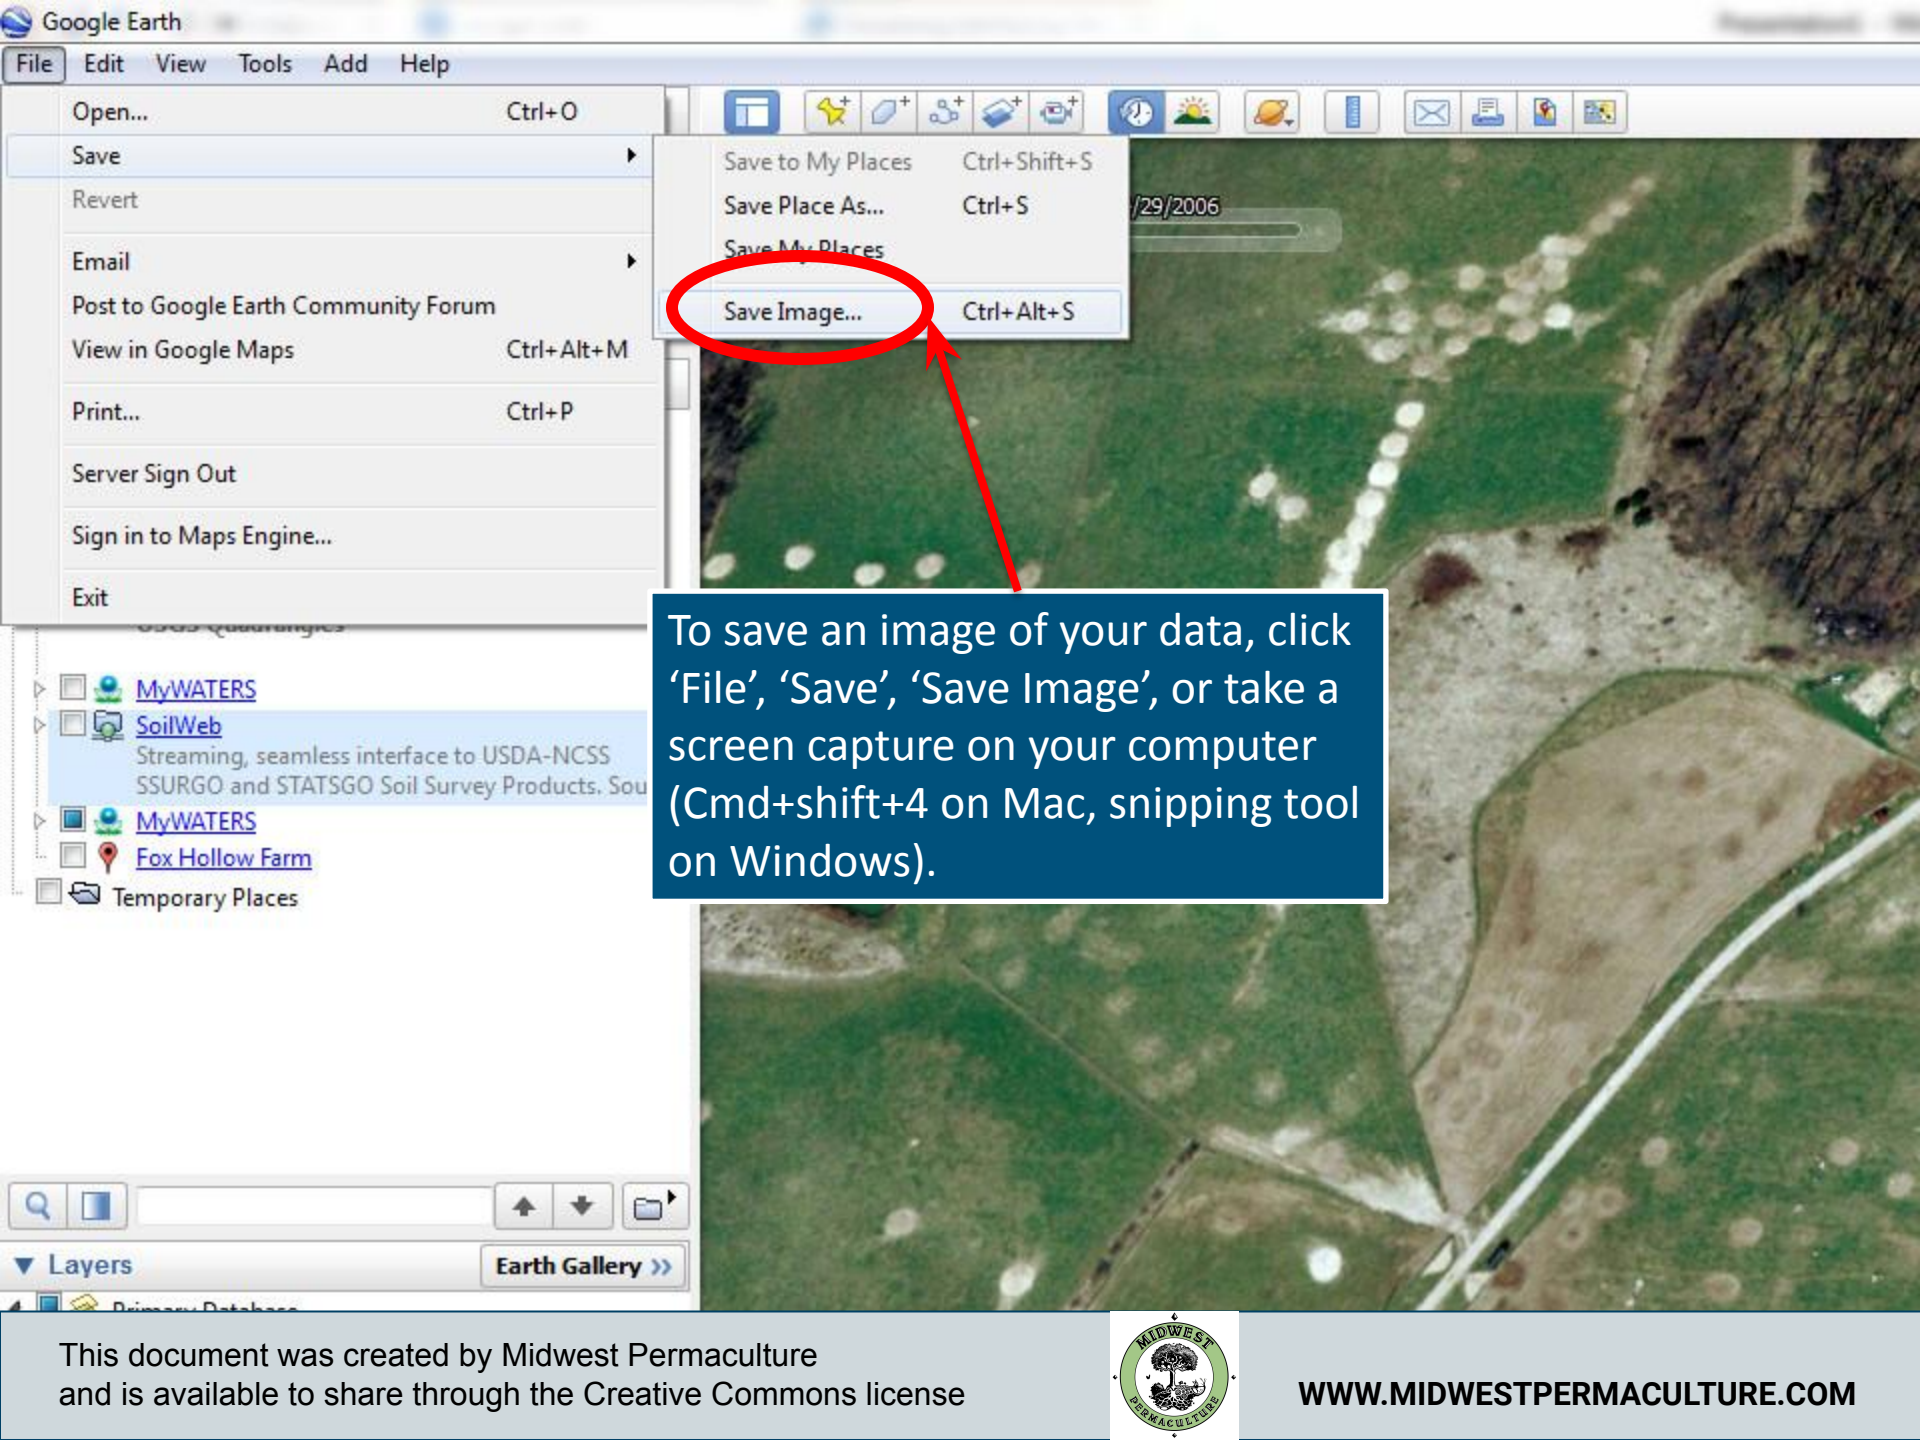 Google Earth
File Edit View Tools Add Help
Open... Ctrl+O
Save
Revert
Email
Post to Google Earth Community Forum
View in Google Maps Ctrl+Alt+M
Print... Ctrl+P
Server Sign Out
Sign in to Maps Engine...
Exit
Save to My Places Ctrl+Shift+S
Save Place As... Ctrl+S
Save My Places
Save Image... Ctrl+Alt+S
/29/2006
To save an image of your data, click
‘File’, ‘Save’, ‘Save Image’, or take a
screen capture on your computer
(Cmd+shift+4 on Mac, snipping tool
on Windows).
USGS Quadrangles
MyWATERS
SoilWeb
Streaming, seamless interface to USDA-NCSS
SSURGO and STATSGO Soil Survey Products. Sou
MyWATERS
Fox Hollow Farm
Temporary Places
Layers
Earth Gallery »
Primary Database
This document was created by Midwest Permaculture
and is available to share through the Creative Commons license
MIDWEST
PERMACULTURE
WWW.MIDWESTPERMACULTURE.COM